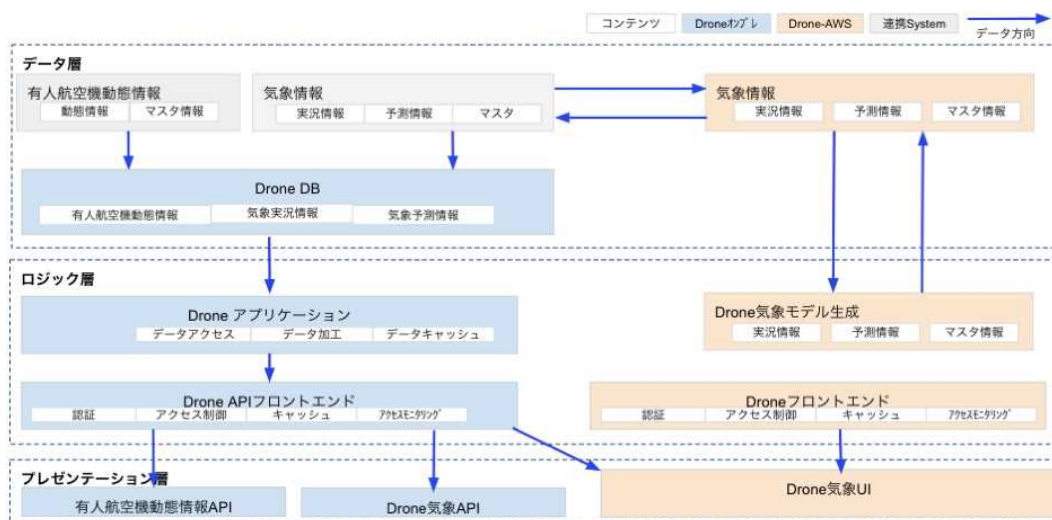 コンテンツ
Droneｵﾝﾌﾟﾚ
Drone-AWS
連携System
データ方向
データ層
有人航空機動態情報
動態情報
マスタ情報
気象情報
実況情報
予測情報
マスタ
気象情報
実況情報
予測情報
マスタ情報
Drone DB
有人航空機動態情報
気象実況情報
気象予測情報
ロジック層
Drone アプリケーション
データアクセス
データ加工
データキャッシュ
Drone気象モデル生成
実況情報
予測情報
マスタ情報
Drone APIフロントエンド
認証
アクセス制御
キャッシュ
ｱｸｾｽﾓﾆﾀﾘﾝｸﾞ
Droneフロントエンド
認証
アクセス制御
キャッシュ
ｱｸｾｽﾓﾆﾀﾘﾝｸﾞ
プレゼンテーション層
有人航空機動態情報API
Drone気象API
Drone気象UI